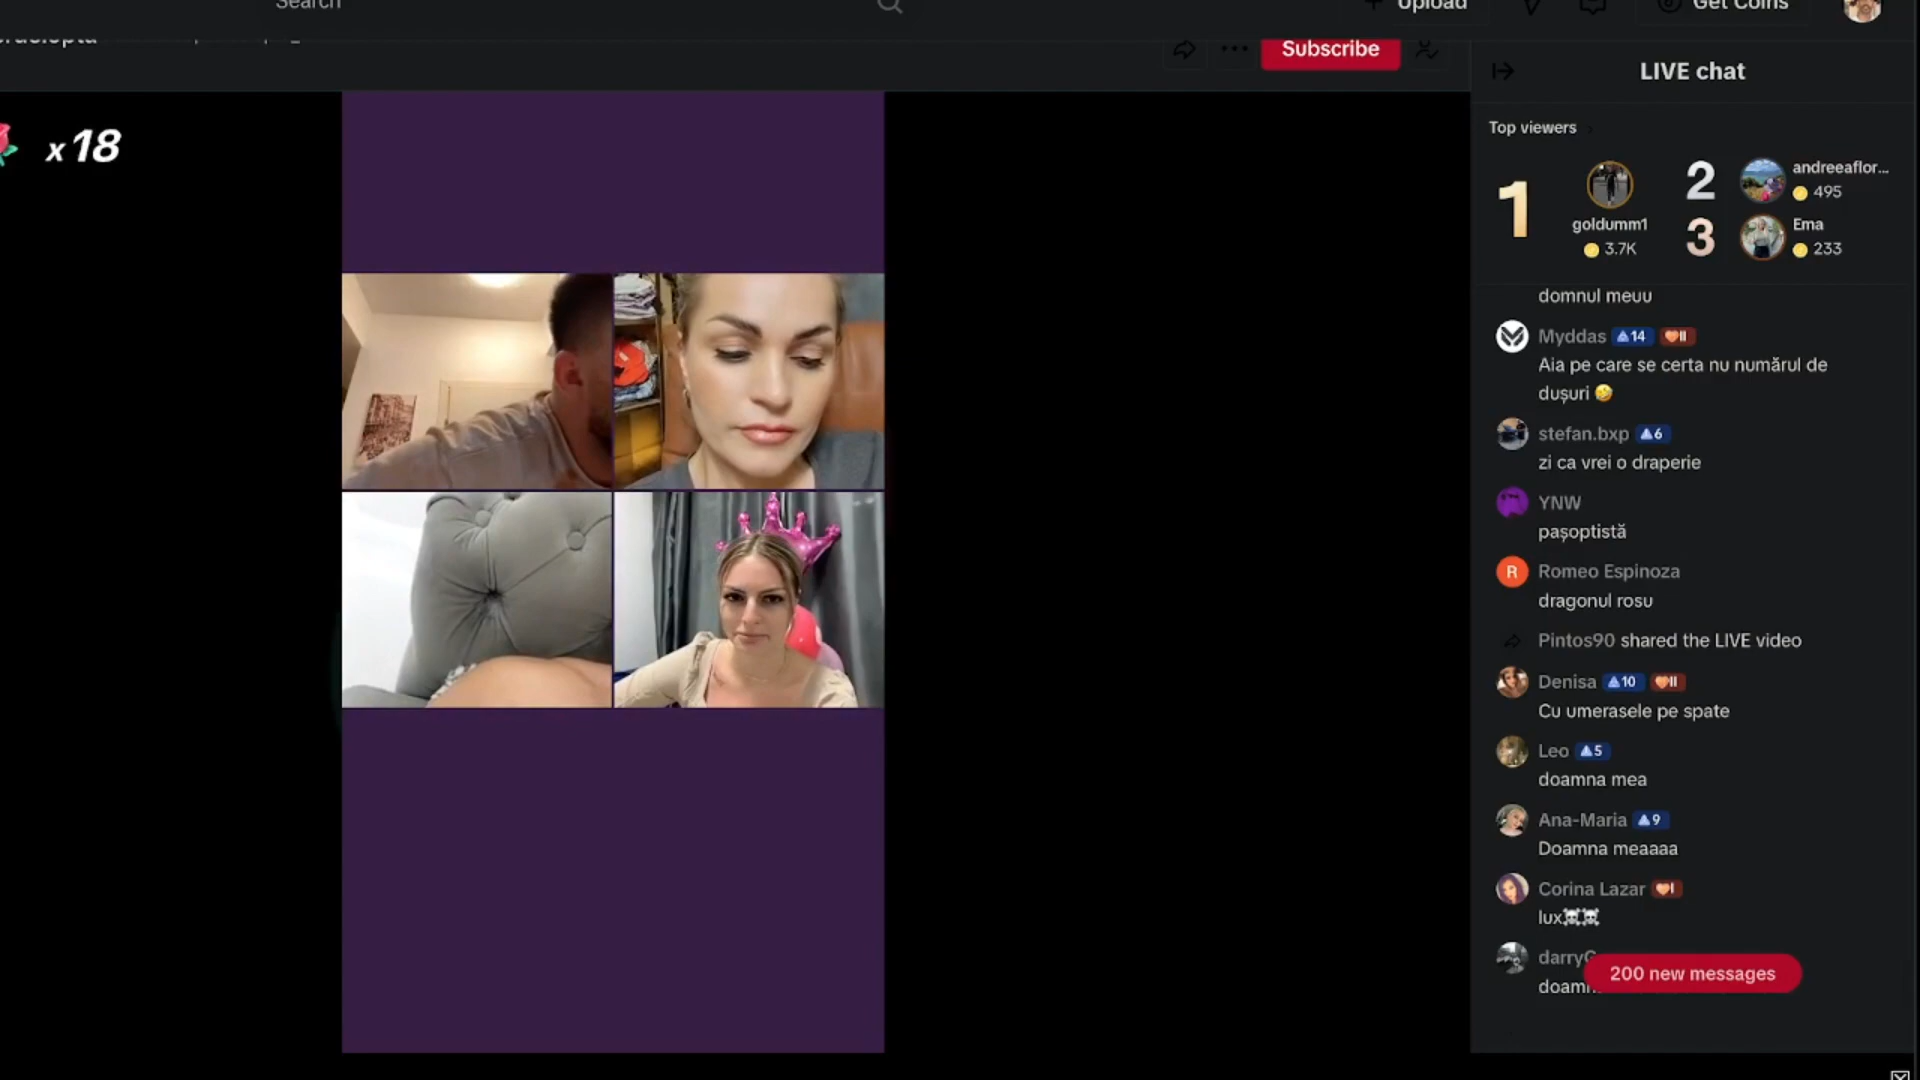 Search
Upload
Get Coins
Subscribe
LIVE chat
x18
Top viewers
1
goldumm1
3.7K
2
andreeaflor...
495
3
Ema
233
domnul meuu
Myddas 14 II
Aia pe care se certa nu numărul de
dușuri 🤣
stefan.bxp 6
zi ca vrei o draperie
YNW
pașoptistă
R
Romeo Espinoza
dragonul rosu
Pintos90 shared the LIVE video
Denisa 10 II
Cu umerasele pe spate
Leo 5
doamna mea
Ana-Maria 9
Doamna meaaaa
Corina Lazar I
lux☠️☠️
200 new messages